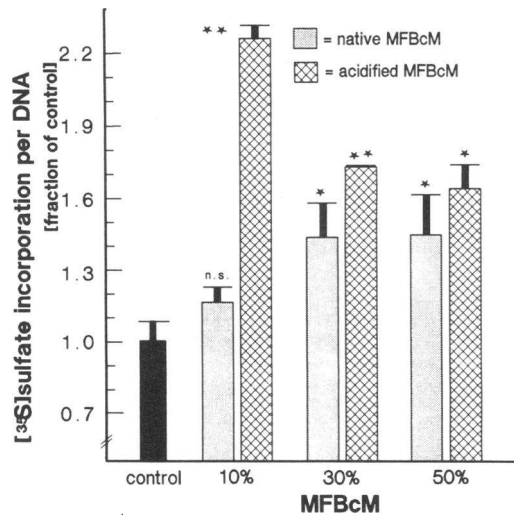 [³⁵S]sulfate incorporation per DNA
[fraction of control]
2.2
1.9
1.6
1.3
1.0
0.7
★★
n.s.
★
★★
★
★
= native MFBcM
= acidified MFBcM
control 10% 30% 50%
MFBcM